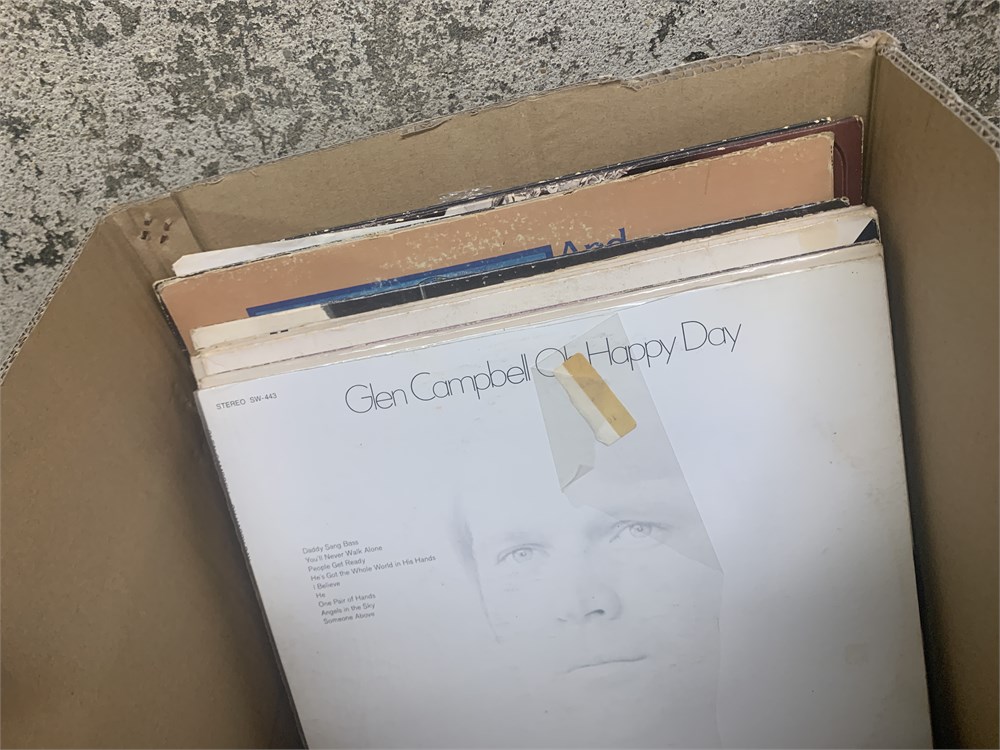 And
STEREO SW-443
Glen Campbell Oh Happy Day
Daddy Sang Bass
You'll Never Walk Alone
People Get Ready
He's Got the Whole World in His Hands
I Believe
He
One Pair of Hands
Angels in the Sky
Someone Above